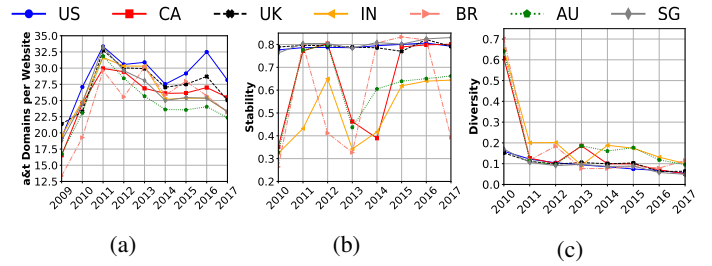 US CA UK IN BR AU SG
a&t Domains per Website
35.0
32.5
30.0
27.5
25.0
22.5
20.0
17.5
15.0
12.5
2009 2010 2011 2012 2013 2014 2015 2016 2017
(a)
Stability
0.8
0.7
0.6
0.5
0.4
0.3
0.2
2010 2011 2012 2013 2014 2015 2016 2017
(b)
Diversity
0.7
0.6
0.5
0.4
0.3
0.2
0.1
0.0
2010 2011 2012 2013 2014 2015 2016 2017
(c)